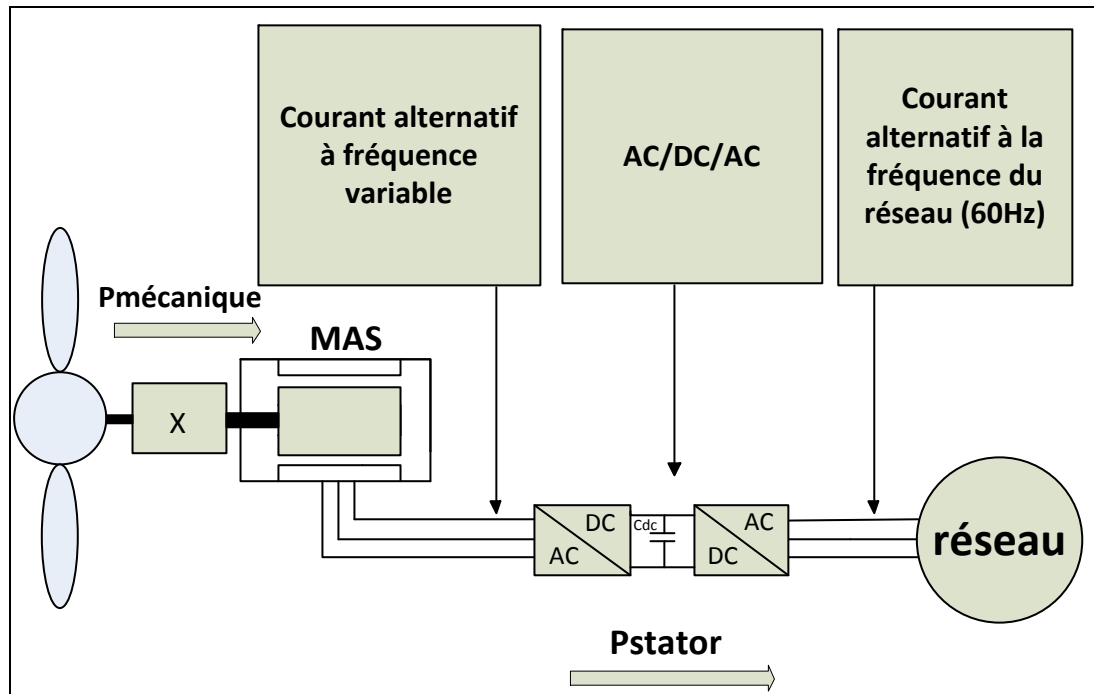 Courant alternatif
à fréquence
variable
AC/DC/AC
Courant
alternatif à la
fréquence du
réseau (60Hz)
Pmécanique
MAS
X
DC
AC
Cdc
AC
DC
réseau
Pstator